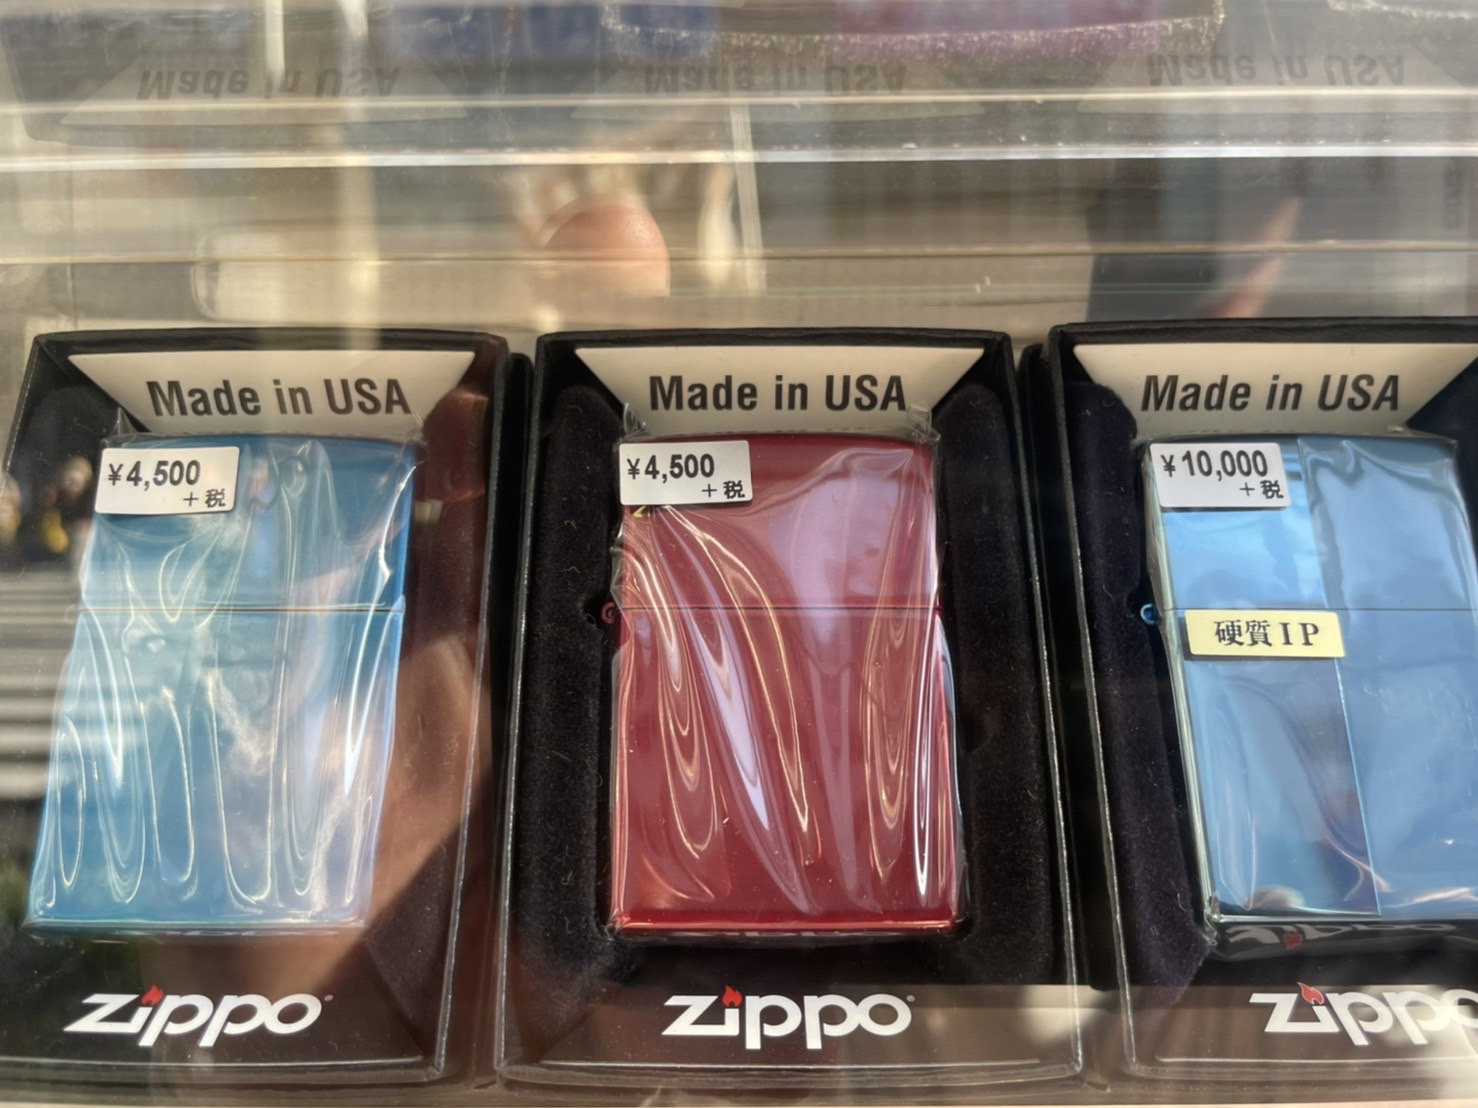 Made in USA
Made in USA
Made in USA
Made in USA
Made in USA
Made in USA
¥4,500
+税
¥4,500
+税
¥10,000
+税
硬質IP
zippo
zippo
zippo